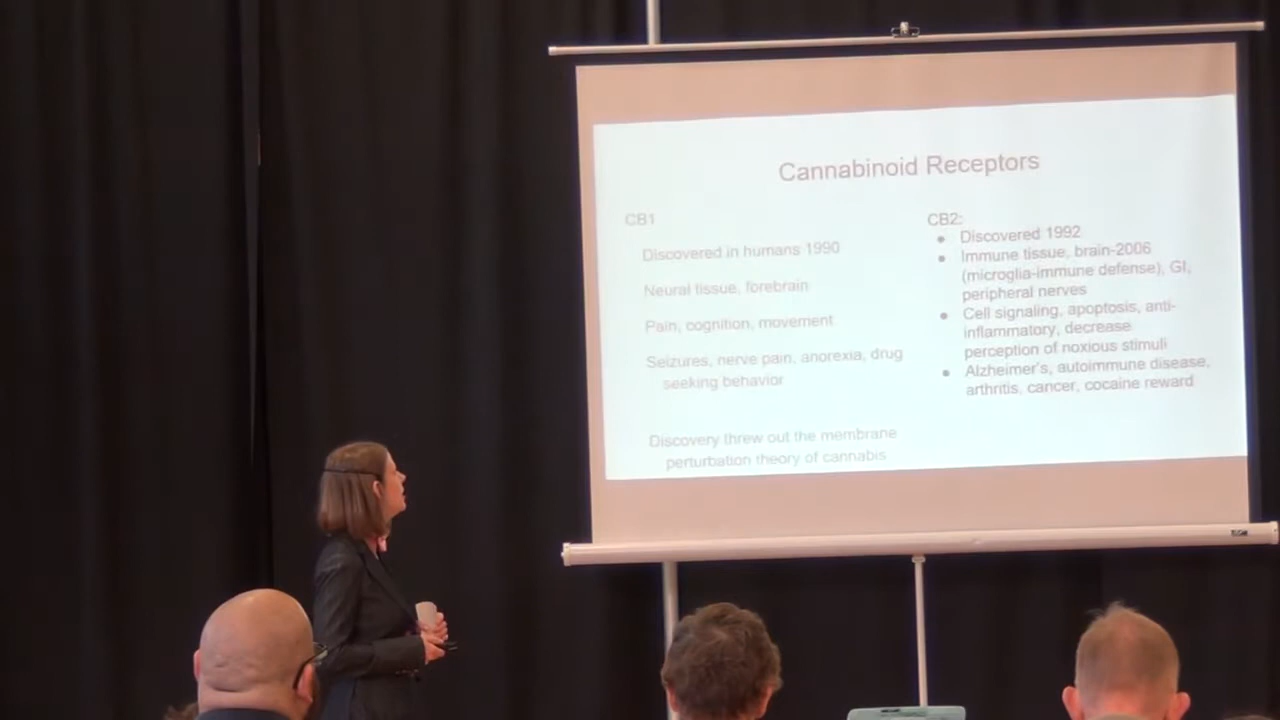 Cannabinoid Receptors
CB1
Discovered in humans 1990
Neural tissue, forebrain
Pain, cognition, movement
Seizures, nerve pain, anorexia, drug
seeking behavior
Discovery threw out the membrane
perturbation theory of cannabis
CB2:
● Discovered 1992
● Immune tissue, brain-2006
(microglia-immune defense), GI,
peripheral nerves
● Cell signaling, apoptosis, anti-
inflammatory, decrease
perception of noxious stimuli
● Alzheimer's, autoimmune disease,
arthritis, cancer, cocaine reward